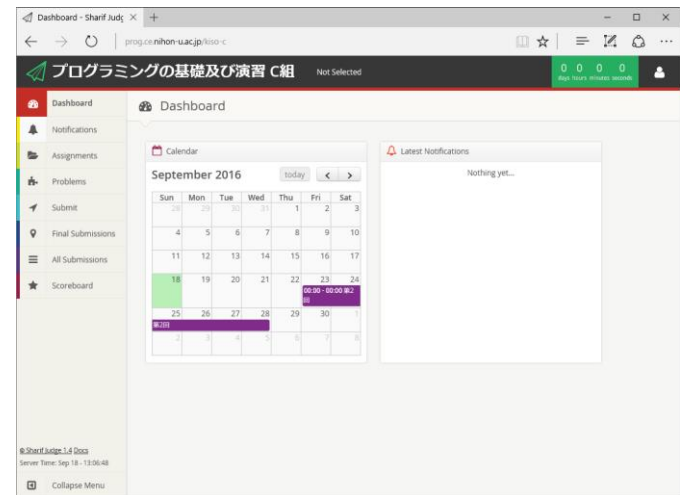 Dashboard - Sharif Judg
prog.ce.nihon-u.ac.jp/kiso-c
プログラミングの基礎及び演習 C組 Not Selected
0 0 0 0
days hours minutes seconds
Dashboard
Notifications
Assignments
Problems
Submit
Final Submissions
All Submissions
Scoreboard
© Sharif Judge 1.4 Docs
Server Time: Sep 18 - 13:06:48
Collapse Menu
Dashboard
Calendar
September 2016 today
Sun Mon Tue Wed Thu Fri Sat
28 29 30 31 1 2 3
4 5 6 7 8 9 10
11 12 13 14 15 16 17
18 19 20 21 22 23 24
00:00 - 00:00 第2
回
25 26 27 28 29 30 1
第2回
2 3 4 5 6 7 8
Latest Notifications
Nothing yet...